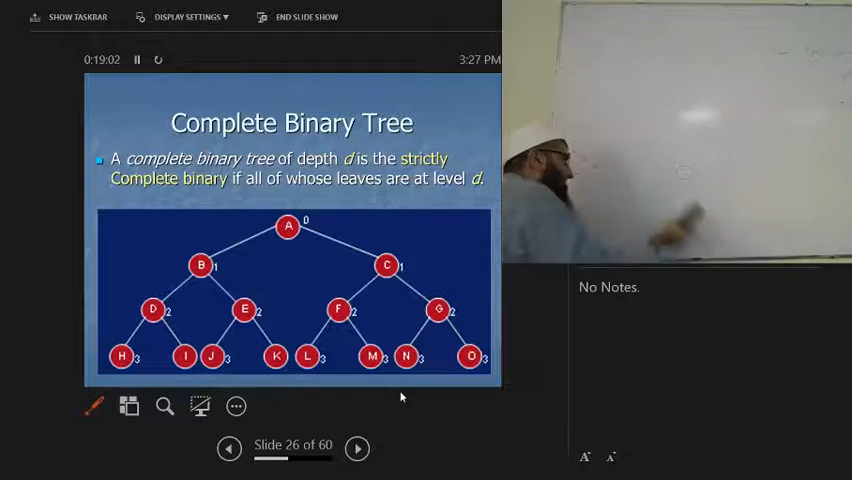 SHOW TASKBAR
DISPLAY SETTINGS ▼
END SLIDE SHOW
0:19:02
3:27 PM
Complete Binary Tree
A complete binary tree of depth d is the strictly
Complete binary if all of whose leaves are at level d.
A 0
B 1 C 1
D 2 E 2 F 2 G 2
H 3 I J 3 K L 3 M 3 N 3 O 3
No Notes.
Slide 26 of 60
A A